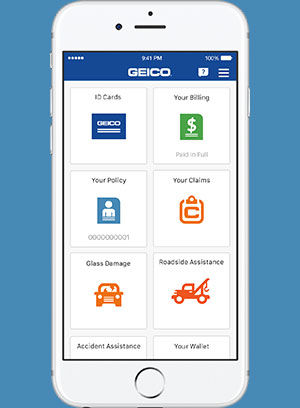 9:41 PM 100%
GEICO ?
ID Cards Your Billing
GEICO $
Paid in Full
Your Policy Your Claims
C
0000000001
Glass Damage Roadside Assistance
Accident Assistance Your Wallet